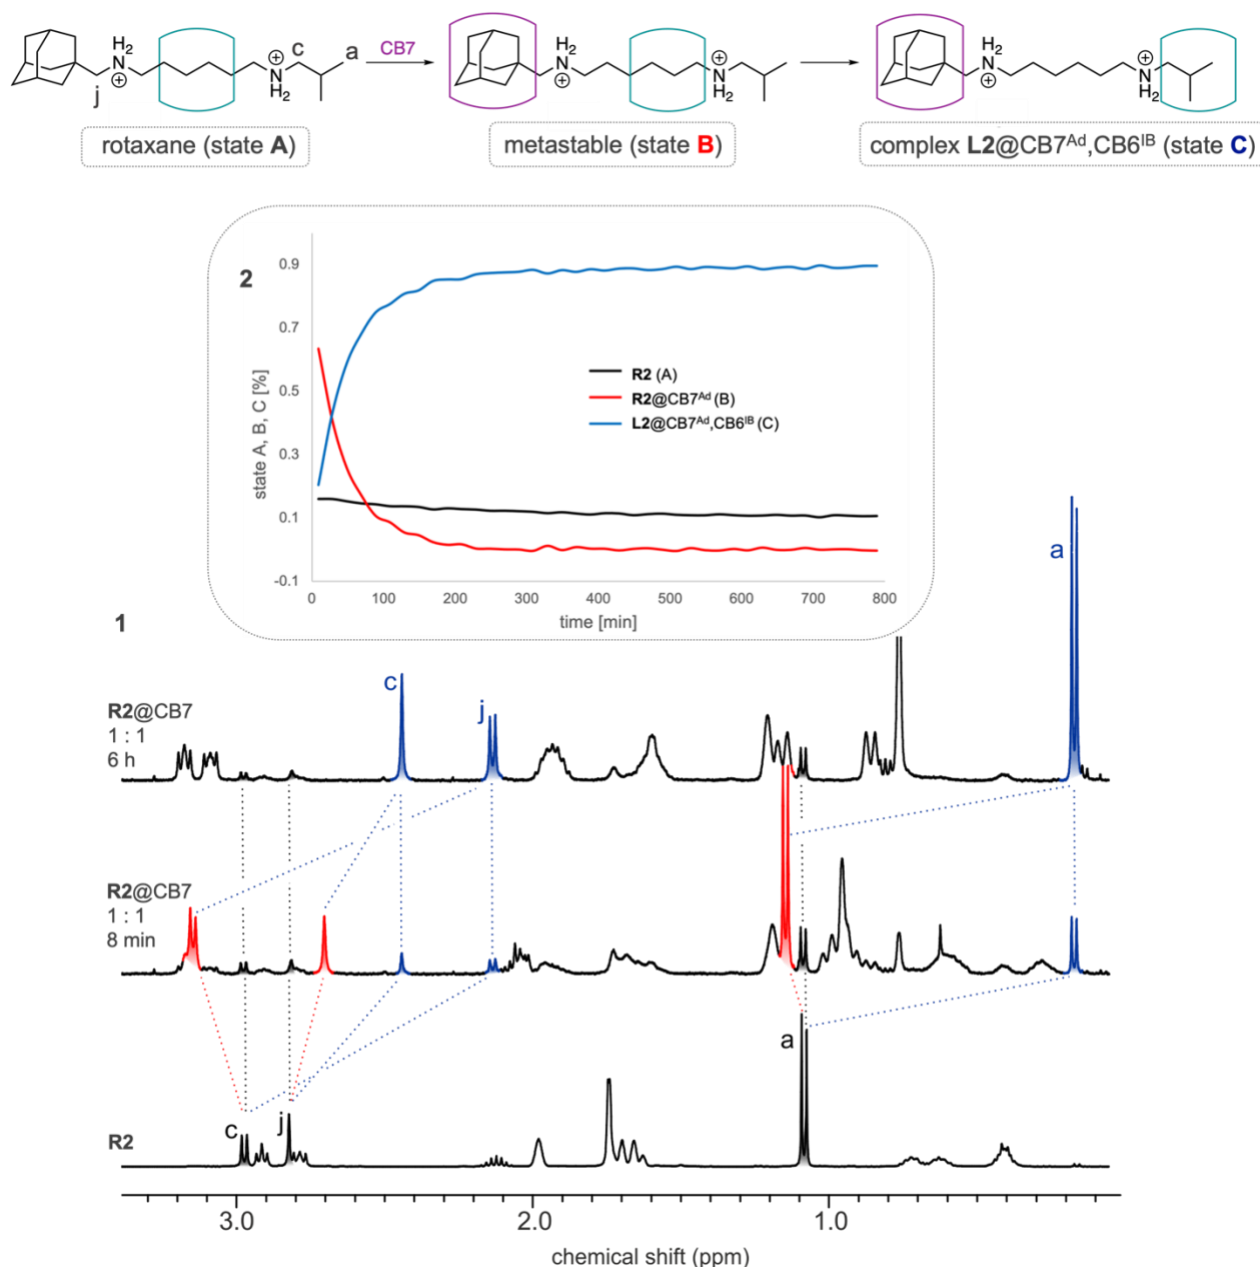 H2
N
⊕
j
c
a
N
⊕
H2
CB7
H2
N
⊕
⊕
N
H2
H2
N
⊕
⊕
N
H2
rotaxane (state A)
metastable (state B)
complex L2@CB7Ad,CB6IB (state C)
2
state A, B, C [%]
0.9
0.7
0.5
0.3
0.1
-0.1
R2 (A)
R2@CB7Ad (B)
L2@CB7Ad,CB6IB (C)
0 100 200 300 400 500 600 700 800
time [min]
1
a
c
j
R2@CB7
1 : 1
6 h
R2@CB7
1 : 1
8 min
a
c
j
R2
3.0 2.0 1.0
chemical shift (ppm)